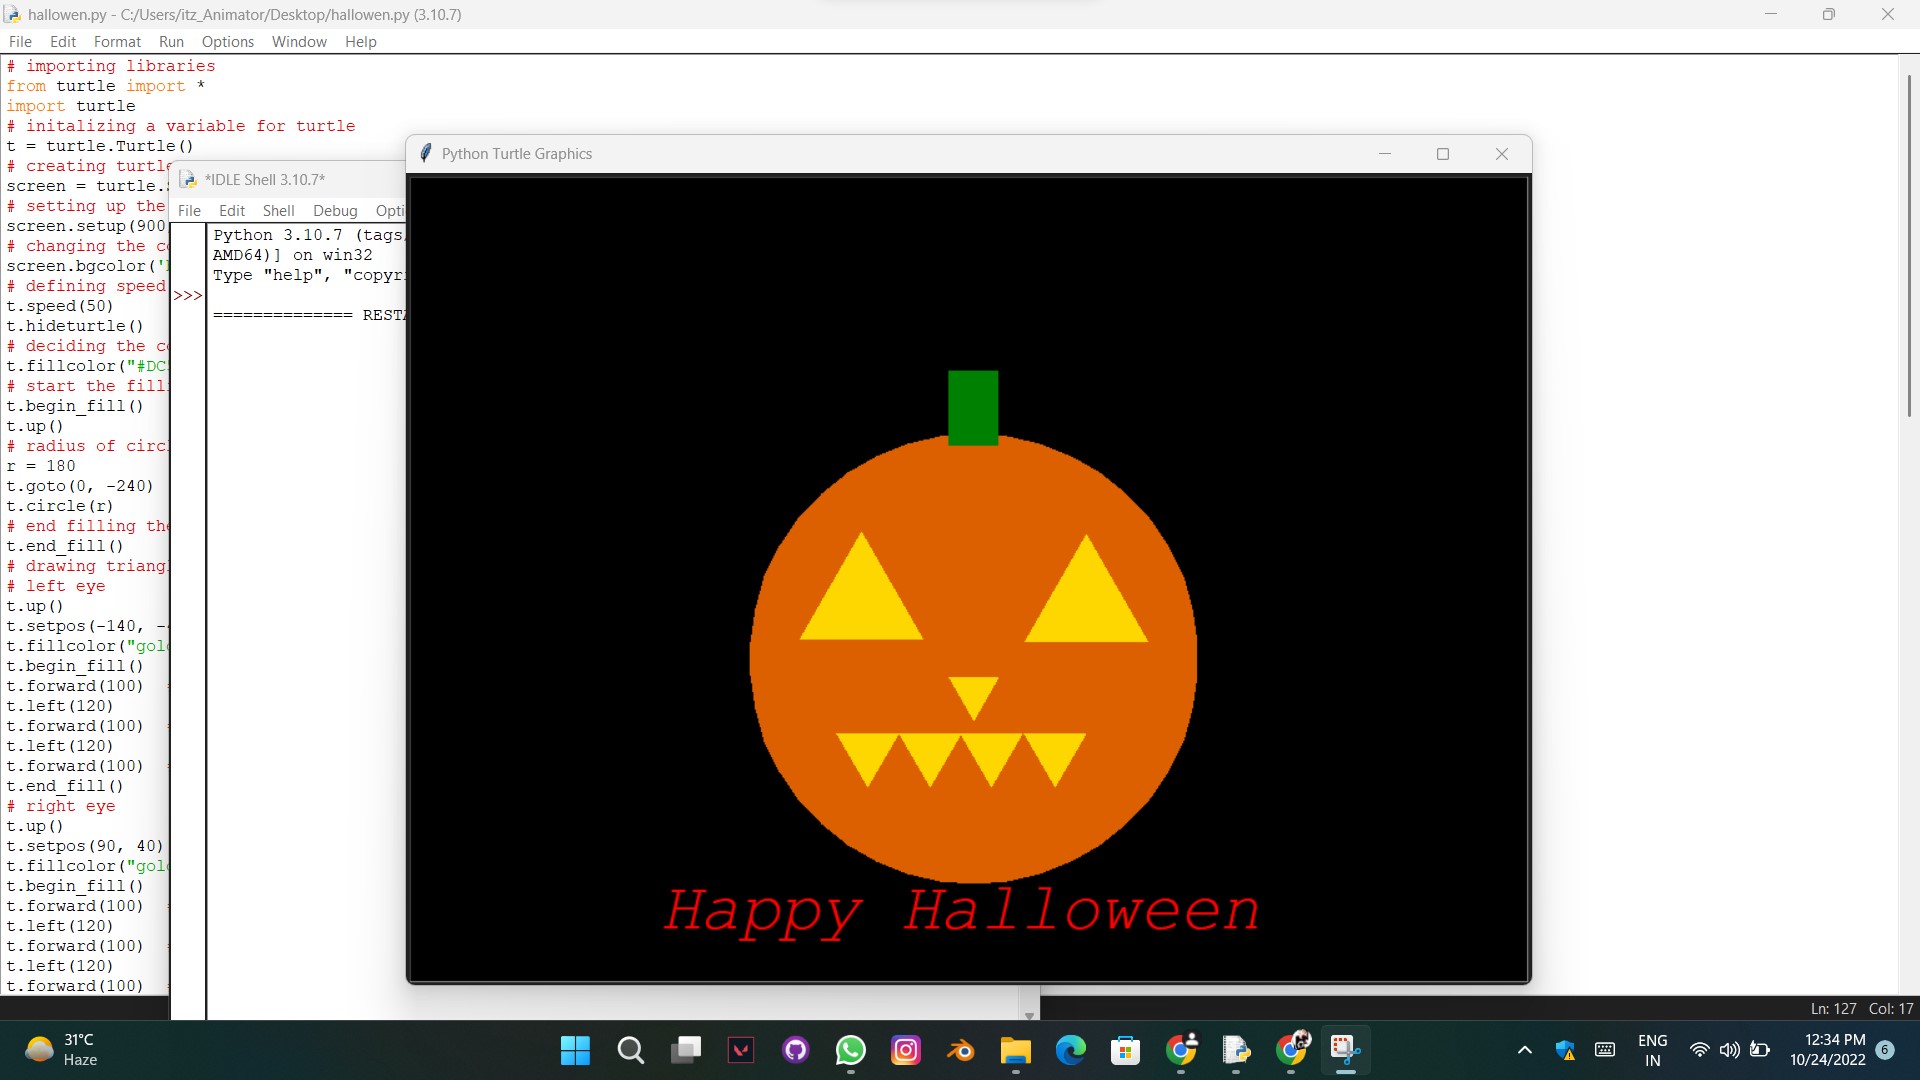 hallowen.py - C:/Users/itz_Animator/Desktop/hallowen.py (3.10.7)
File Edit Format Run Options Window Help
# importing libraries
from turtle import *
import turtle
# initalizing a variable for turtle
t = turtle.Turtle()
# creating turtle
screen = turtle.
# setting up the
screen.setup(900
# changing the c
screen.bgcolor('
# defining speed
t.speed(50)
t.hideturtle()
# deciding the c
t.fillcolor("#DC
# start the fill
t.begin_fill()
t.up()
# radius of circ
r = 180
t.goto(0, -240)
t.circle(r)
# end filling the
t.end_fill()
# drawing triang
# left eye
t.up()
t.setpos(-140, -
t.fillcolor("gol
t.begin_fill()
t.forward(100)
t.left(120)
t.forward(100)
t.left(120)
t.forward(100)
t.end_fill()
# right eye
t.up()
t.setpos(90, 40)
t.fillcolor("gol
t.begin_fill()
t.forward(100)
t.left(120)
t.forward(100)
t.left(120)
t.forward(100)
*IDLE Shell 3.10.7*
File Edit Shell Debug Opti
Python 3.10.7 (tags
AMD64)] on win32
Type "help", "copyr
>>>
============== REST
Python Turtle Graphics
Happy Halloween
Ln: 127 Col: 17
31°C
Haze
ENG
IN
12:34 PM
10/24/2022
6